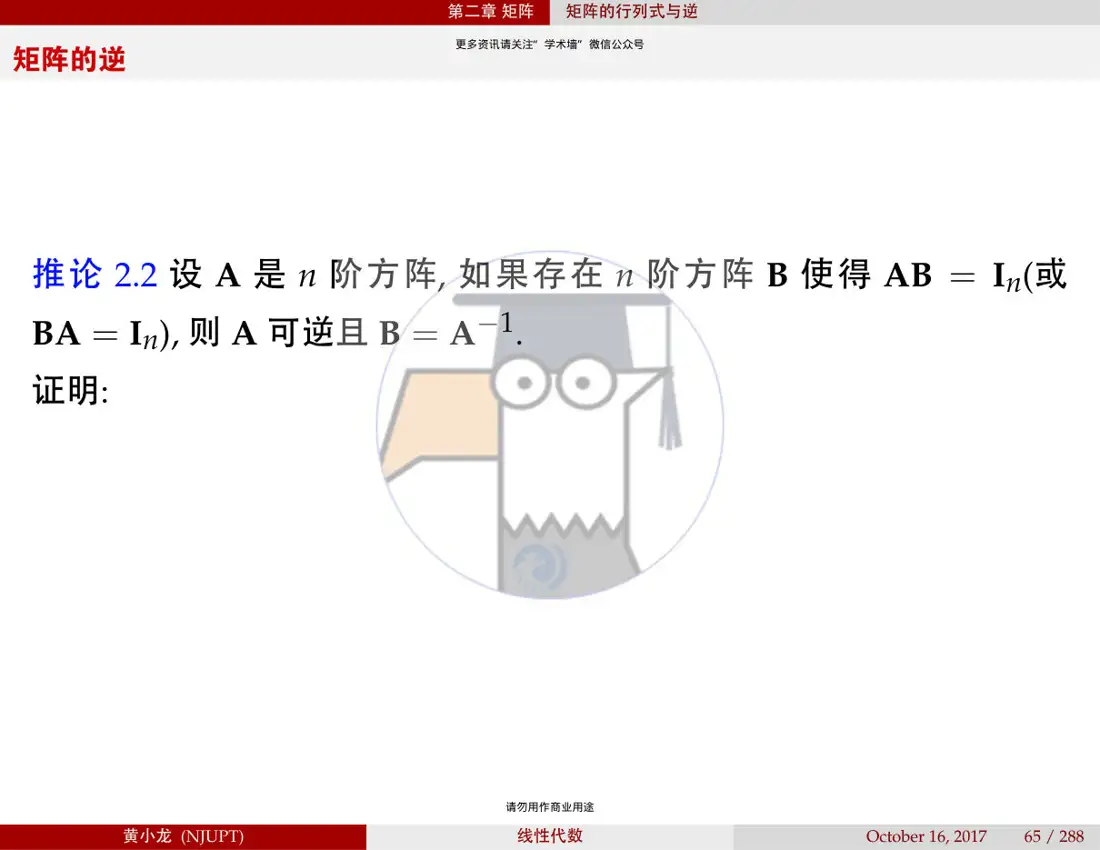 第二章 矩阵 矩阵的行列式与逆
更多资讯请关注“学术墙”微信公众号
矩阵的逆
推论 2.2 设 A 是 n 阶方阵, 如果存在 n 阶方阵 B 使得 AB = Iₙ(或
BA = Iₙ), 则 A 可逆且 B = A⁻¹.
证明:
请勿用作商业用途
黄小龙 (NJUPT) 线性代数 October 16, 2017 65 / 288